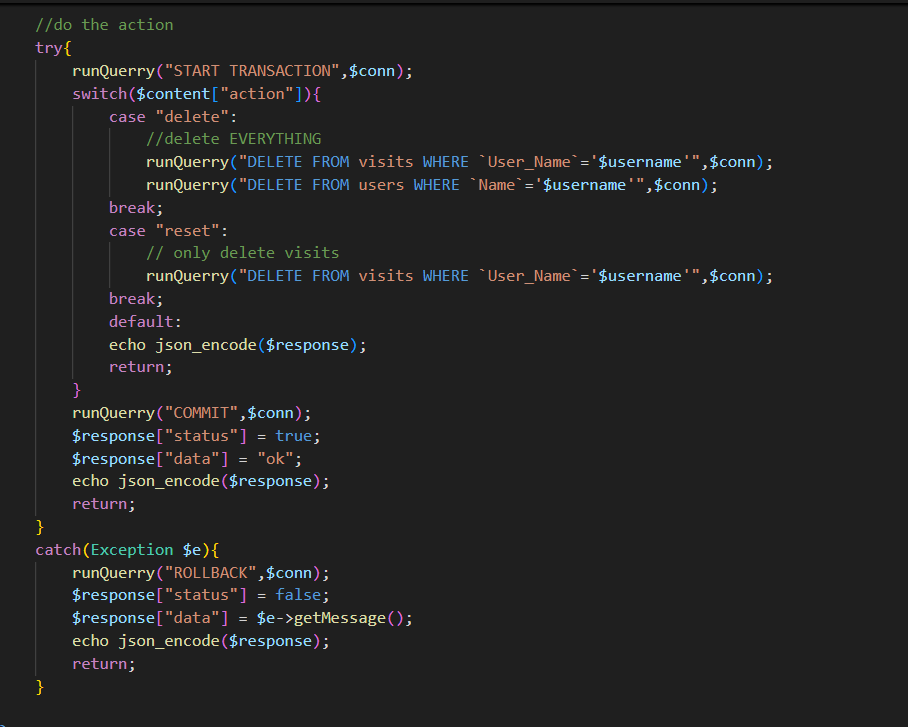 //do the action
try{
runQuerry("START TRANSACTION",$conn);
switch($content["action"]){
case "delete":
//delete EVERYTHING
runQuerry("DELETE FROM visits WHERE `User_Name`='$username'",$conn);
runQuerry("DELETE FROM users WHERE `Name`='$username'",$conn);
break;
case "reset":
// only delete visits
runQuerry("DELETE FROM visits WHERE `User_Name`='$username'",$conn);
break;
default:
echo json_encode($response);
return;
}
runQuerry("COMMIT",$conn);
$response["status"] = true;
$response["data"] = "ok";
echo json_encode($response);
return;
}
catch(Exception $e){
runQuerry("ROLLBACK",$conn);
$response["status"] = false;
$response["data"] = $e->getMessage();
echo json_encode($response);
return;
}